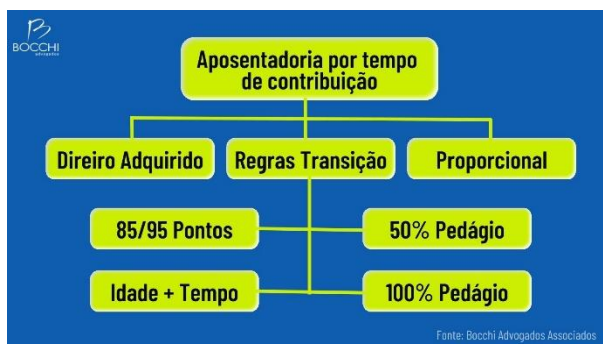 BOCCHI
advogados
Aposentadoria por tempo
de contribuição
Direiro Adquirido
Regras Transição
Proporcional
85/95 Pontos
50% Pedágio
Idade + Tempo
100% Pedágio
Fonte: Bocchi Advogados Associados